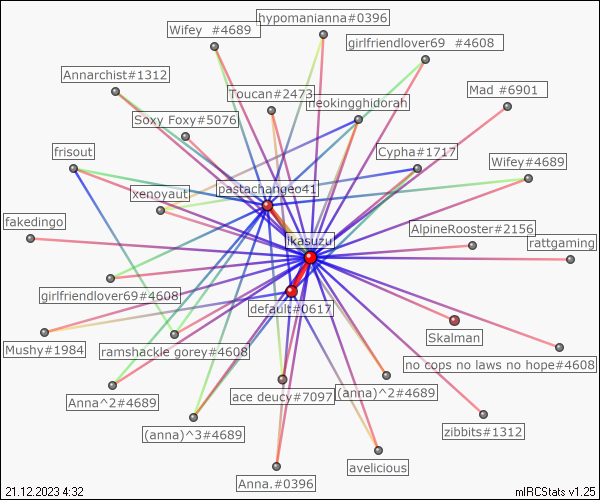 hypomanianna#0396
Wifey  #4689
girlfriendlover69  #4608
Annarchist#1312
Toucan#2473
Mad #6901
neokingghidorah
Soxy Foxy#5076
frisout
Cypha#1717
Wifey#4689
xenoyaut
pastachangeo41
fakedingo
ikasuzu
AlpineRooster#2156
rattgaming
girlfriendlover69#4608
default#0617
Skalman
Mushy#1984
ramshackle gorey#4608
no cops no laws no hope#4608
Anna^2#4689
ace deucy#7097
(anna)^2#4689
(anna)^3#4689
zibbits#1312
avelicious
Anna.#0396
21.12.2023 4:32
mIRCStats v1.25